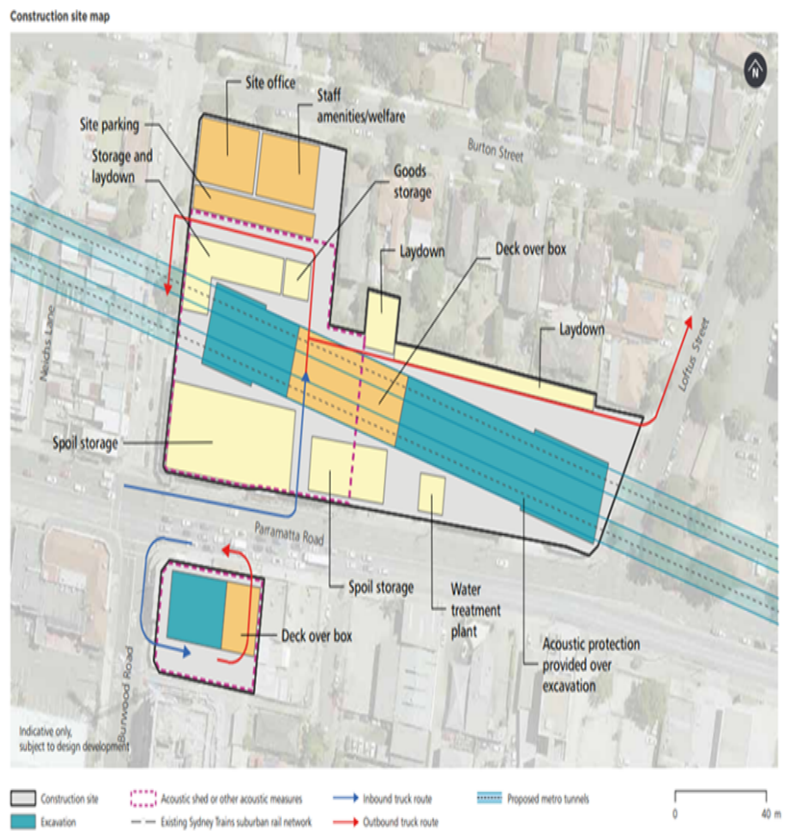 Construction site map
Site office
Staff
amenities/welfare
Site parking
Storage and
laydown
Burton Street
Goods
storage
Laydown
Deck over box
Laydown
Loftus Street
Neichs Lane
Spoil storage
Parramatta Road
Spoil storage
Water
treatment
plant
Deck over box
Acoustic protection
provided over
excavation
Burwood Road
Indicative only,
subject to design development
N
Construction site
Acoustic shed or other acoustic measures
Inbound truck route
Proposed metro tunnels
Excavation
Existing Sydney Trains suburban rail network
Outbound truck route
0
40 m